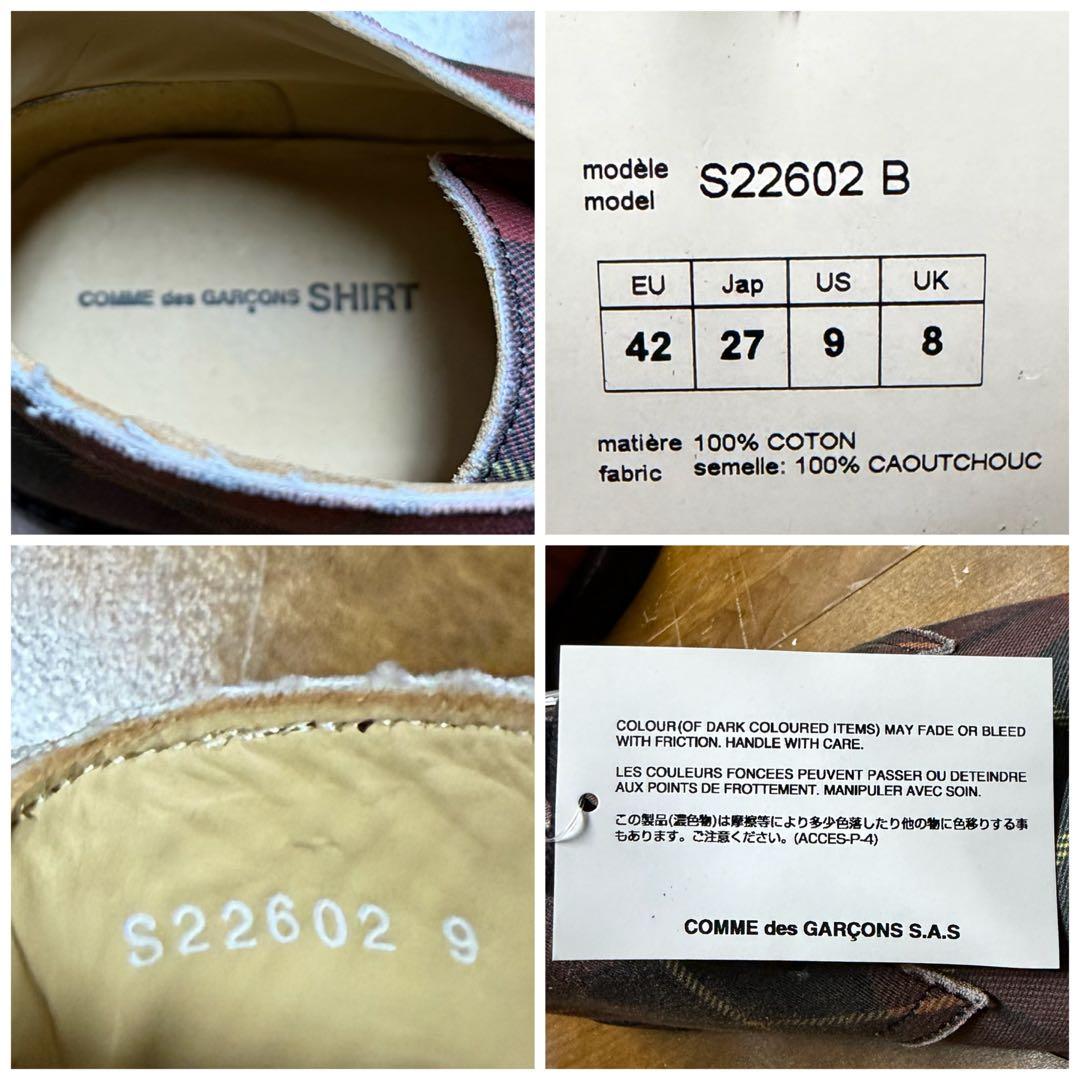 COMME des GARÇONS SHIRT
modèle
model
S22602 B
EU Jap US UK
42 27 9 8
matière 100% COTON
fabric semelle: 100% CAOUTCHOUC
S22602 9
COLOUR(OF DARK COLOURED ITEMS) MAY FADE OR BLEED
WITH FRICTION. HANDLE WITH CARE.
LES COULEURS FONCEES PEUVENT PASSER OU DETEINDRE
AUX POINTS DE FROTTEMENT. MANIPULER AVEC SOIN.
この製品(濃色物)は摩擦等により多少色落したり他の物に色移りする事
もあります。ご注意ください。(ACCES-P-4)
COMME des GARÇONS S.A.S